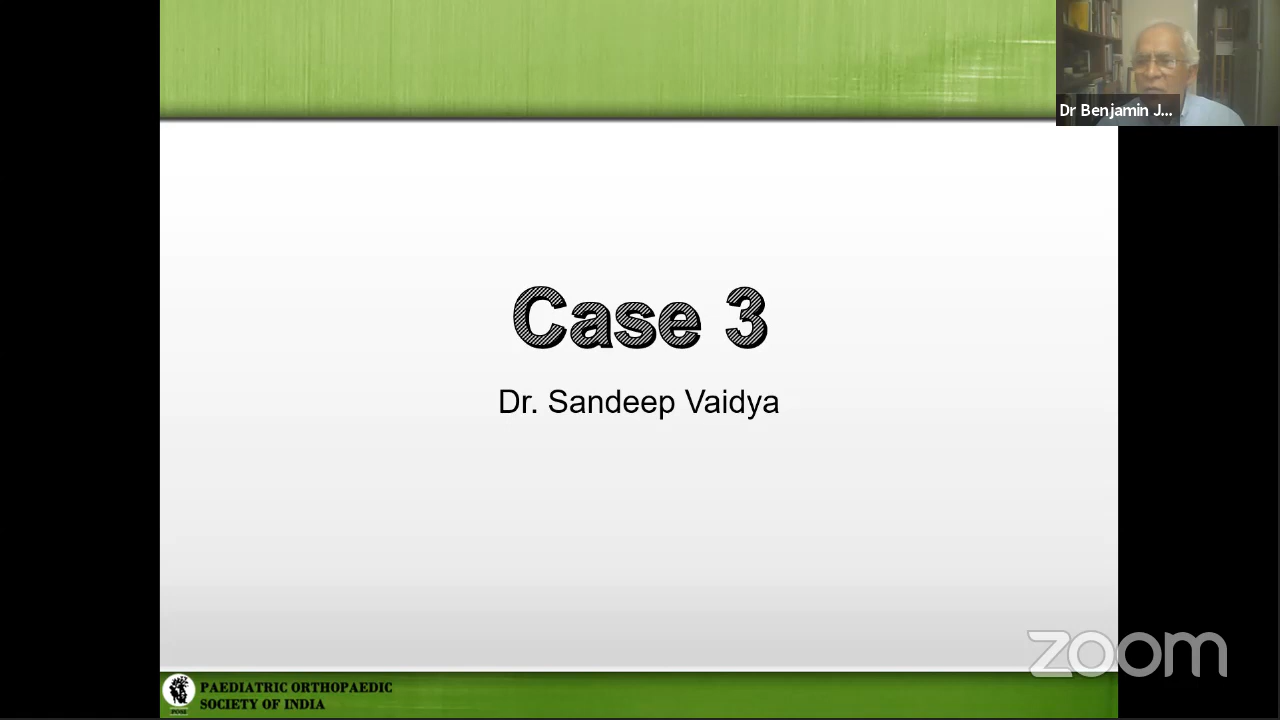 Dr Benjamin J...
Case 3
Dr. Sandeep Vaidya
zoom
PAEDIATRIC ORTHOPAEDIC
SOCIETY OF INDIA